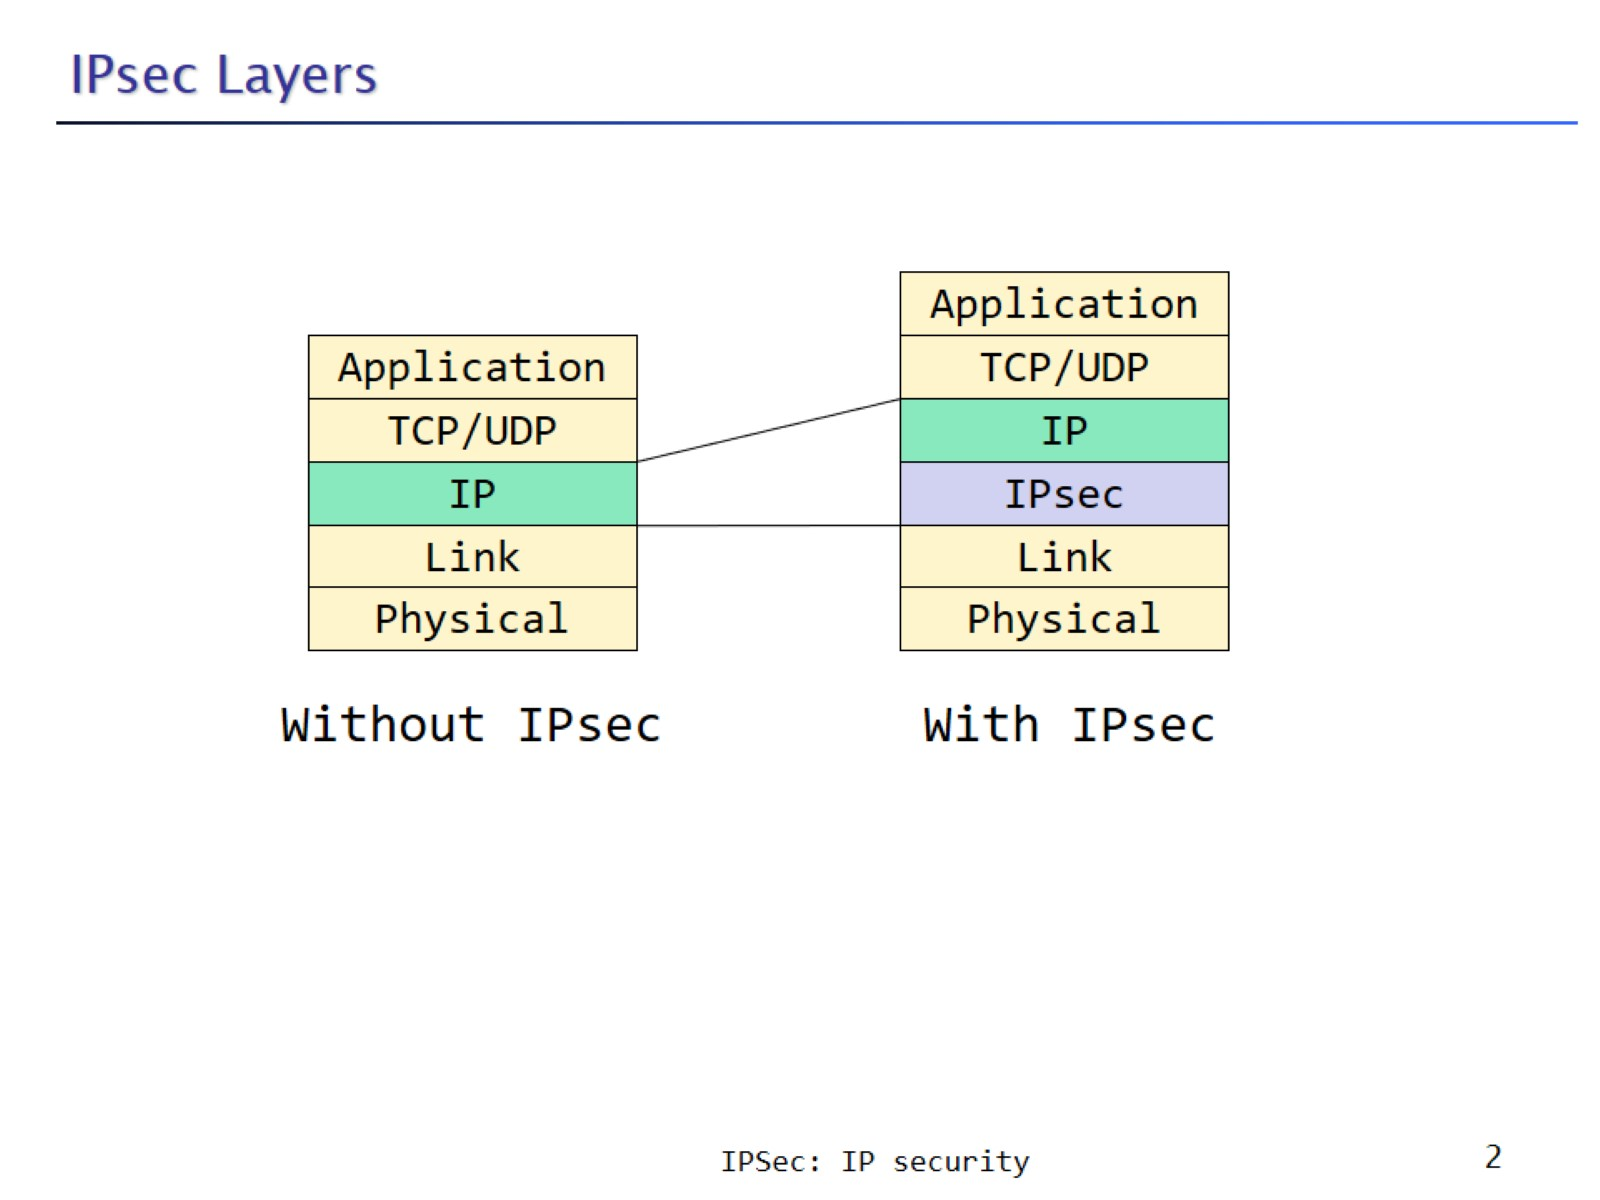 IPsec Layers
Application
TCP/UDP
IP
Link
Physical
Without IPsec
Application
TCP/UDP
IP
IPsec
Link
Physical
With IPsec
IPSec: IP security
2